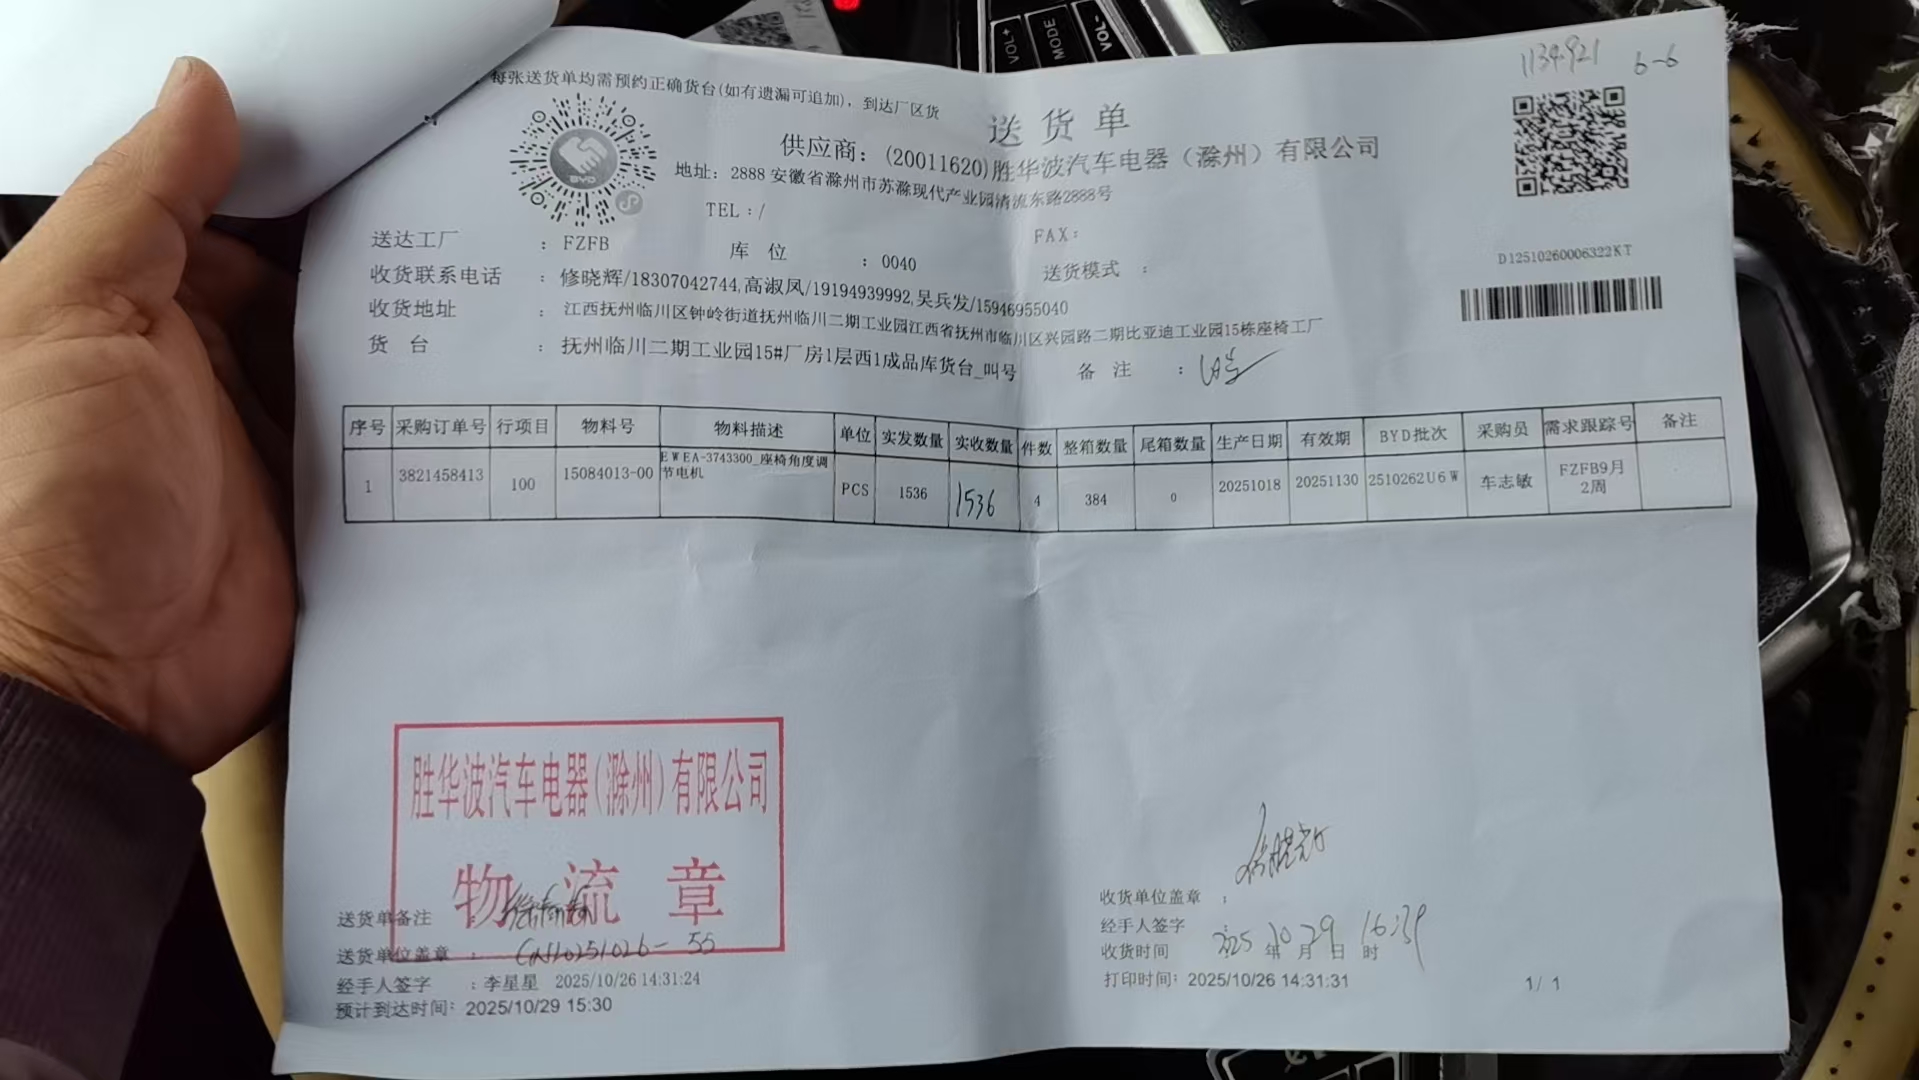 VOL+
MODE
VOL-
1134921 6-6
每张送货单均需预约正确货台(如有遗漏可追加)，到达厂区货
送货单
供应商：(20011620)胜华波汽车电器（滁州）有限公司
地址：2888 安徽省滁州市苏滁现代产业园清流东路2888号
BYD
TEL：/
FAX：
送达工厂 ：FZFB
库 位 ：0040
送货模式 ：
D12510260006322KT
收货联系电话 ：修晓辉/18307042744,高淑凤/19194939992,吴兵发/15946955040
收货地址 ：江西抚州临川区钟岭街道抚州临川二期工业园江西省抚州市临川区兴园路二期比亚迪工业园15栋座椅工厂
货 台 ：抚州临川二期工业园15#厂房1层西1成品库货台_叫号
备 注 ：
序号 采购订单号 行项目 物料号 物料描述 单位 实发数量 实收数量 件数 整箱数量 尾箱数量 生产日期 有效期 BYD批次 采购员 需求跟踪号 备注
1 3821458413 100 15084013-00 EWEA-3743300_座椅角度调节电机 PCS 1536 1536 4 384 0 20251018 20251130 2510262U6W 车志敏 FZFB9月2周
胜华波汽车电器(滁州)有限公司
物流章
送货单备注 ：
送货单位盖章 ： 20251026-55
经手人签字 ：李星星 2025/10/26 14:31:24
预计到达时间：2025/10/29 15:30
收货单位盖章 ：
经手人签字
收货时间 2025 年 10 月 29 日 时 16:39
打印时间：2025/10/26 14:31:31
1/ 1